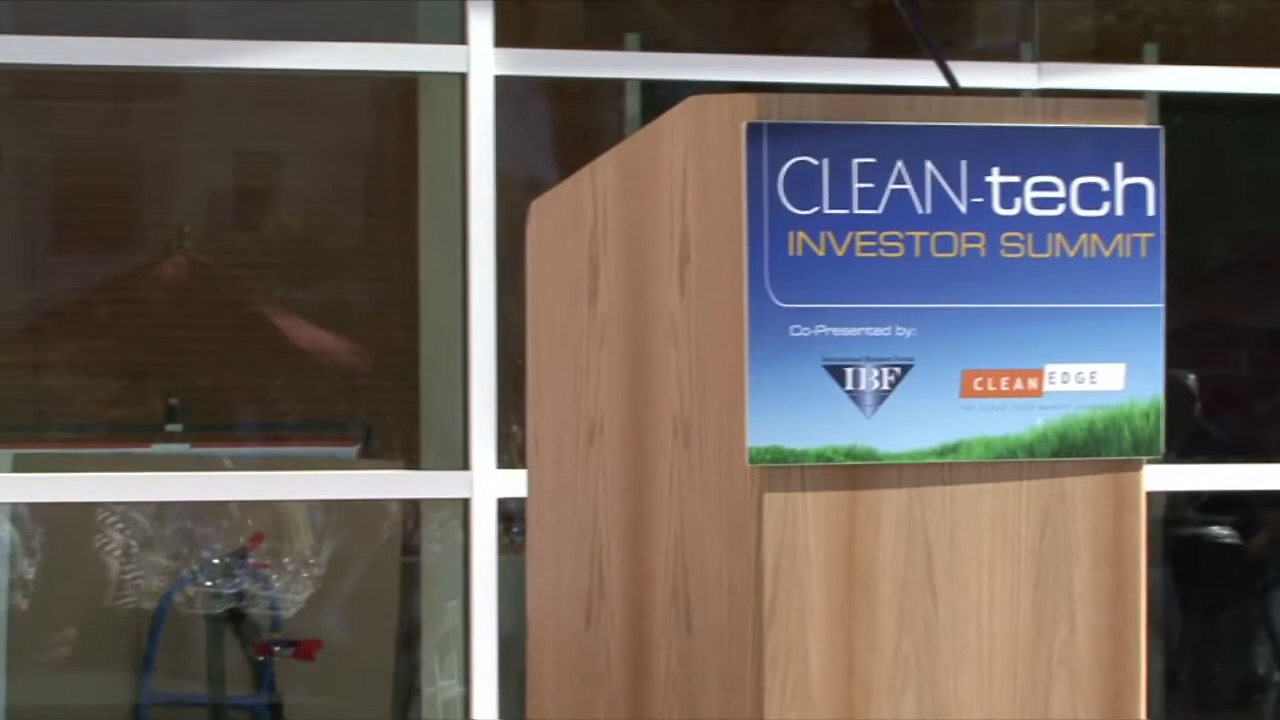 CLEAN-tech
INVESTOR SUMMIT
Co-Presented by:
IBF
CLEAN EDGE